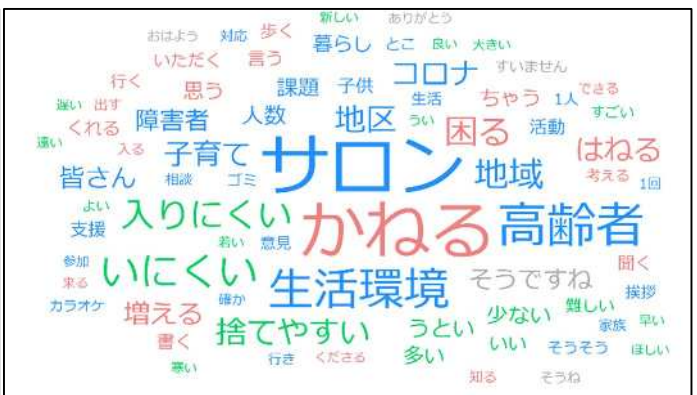 新しい ありがとう
おはよう 対応 歩く 暮らし とこ 良い 大きい
いただく 言う コロナ すいません
行く 思う 課題 子供 生活 ちゃう 1人 できる
遅い 出す 障害者 人数 地区 うい 困る 活動 すごい
くれる はねる
遠い 入る 子育て サロン 地域 考える
皆さん 相談 ゴミ 1回
よい 入りにくい かねる 高齢者
支援 若い 意見
参加 いにくい 生活環境 そうですね 聞く
来る 挨拶
カラオケ 増える 確か 少ない 難しい
書く 捨てやすい うとい 家族 早い
寒い 行き くださる 多い いい そうそう ほしい
知る そうね